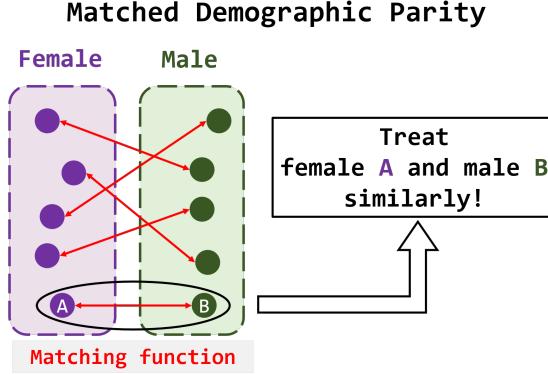 Matched Demographic Parity
Female
Male
Treat
female A and male B
similarly!
A
B
Matching function